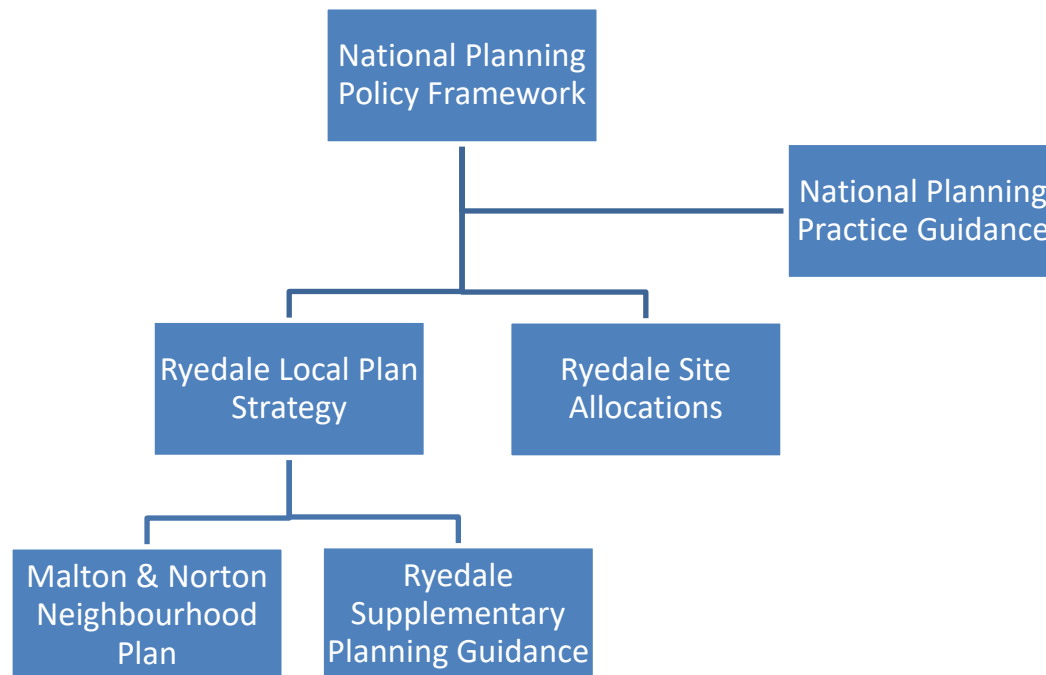 National Planning
Policy Framework
National Planning
Practice Guidance
Ryedale Local Plan
Strategy
Ryedale Site
Allocations
Malton & Norton
Neighbourhood
Plan
Ryedale
Supplementary
Planning Guidance